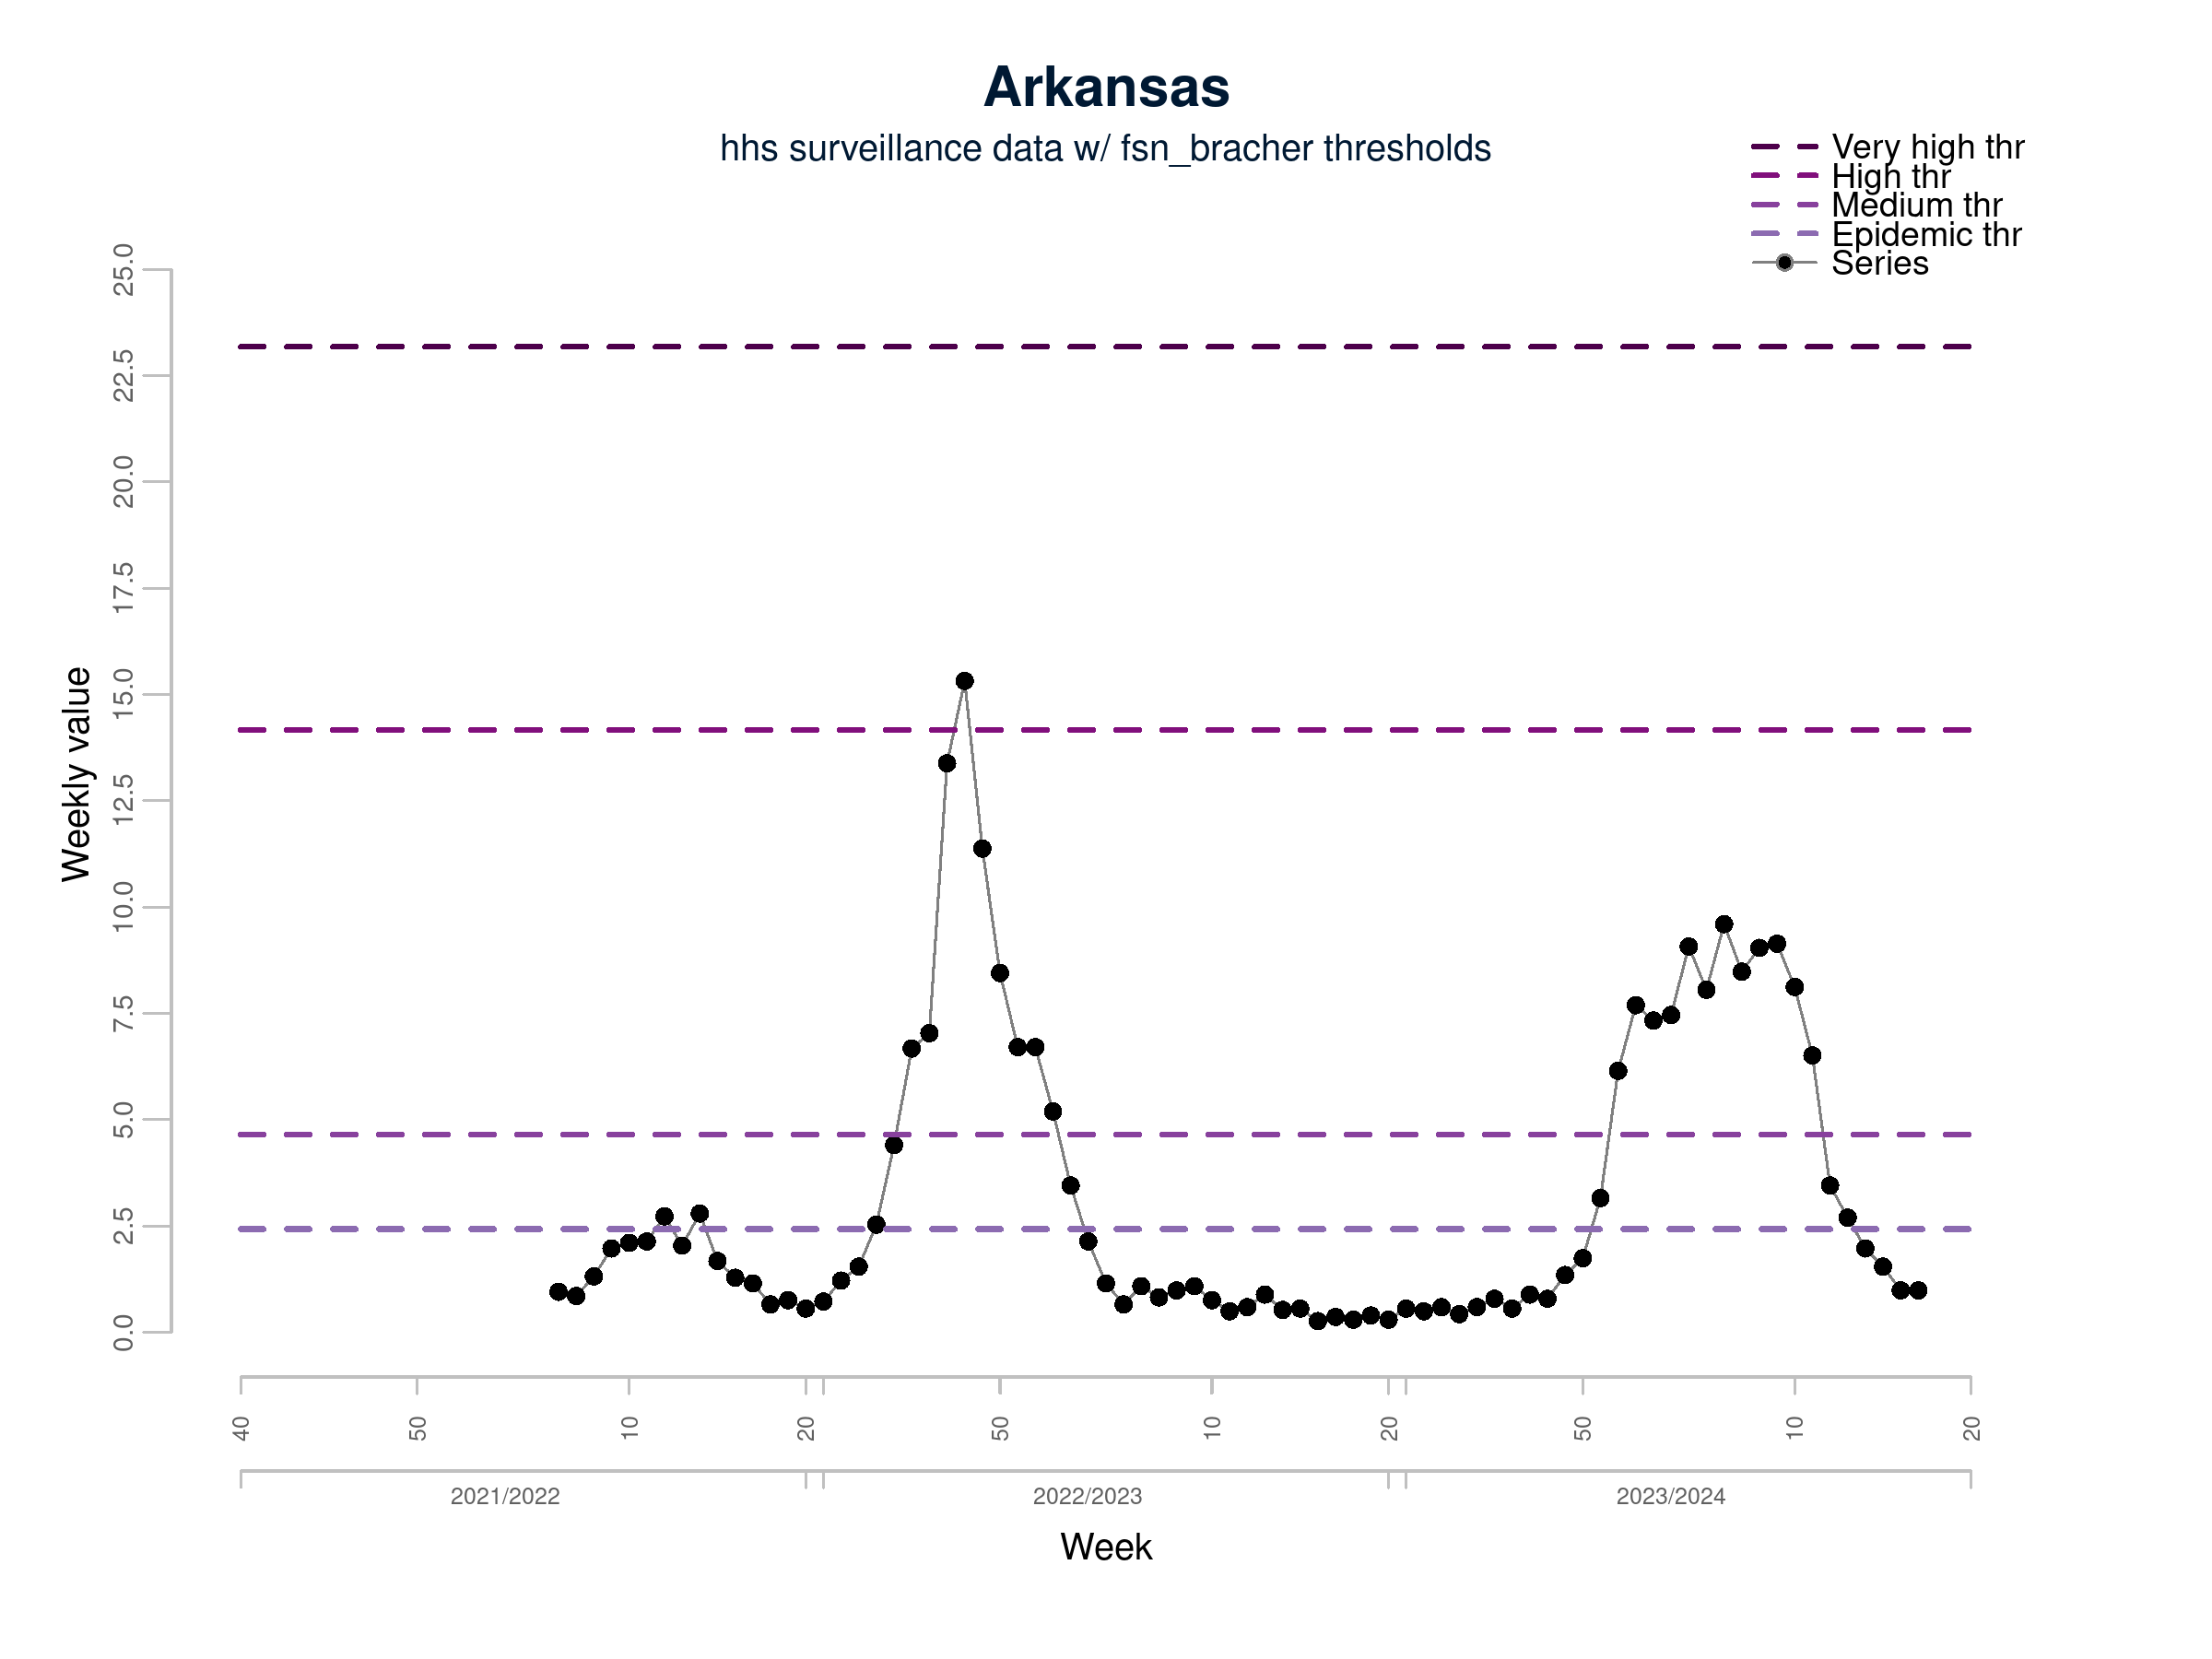 Arkansas
hhs surveillance data w/ fsn_bracher thresholds
Very high thr
High thr
Medium thr
Epidemic thr
Series
Weekly value
25.0
22.5
20.0
17.5
15.0
12.5
10.0
7.5
5.0
2.5
0.0
40 50 10 20 50 10 20 50 10 20
2021/2022 2022/2023 2023/2024
Week